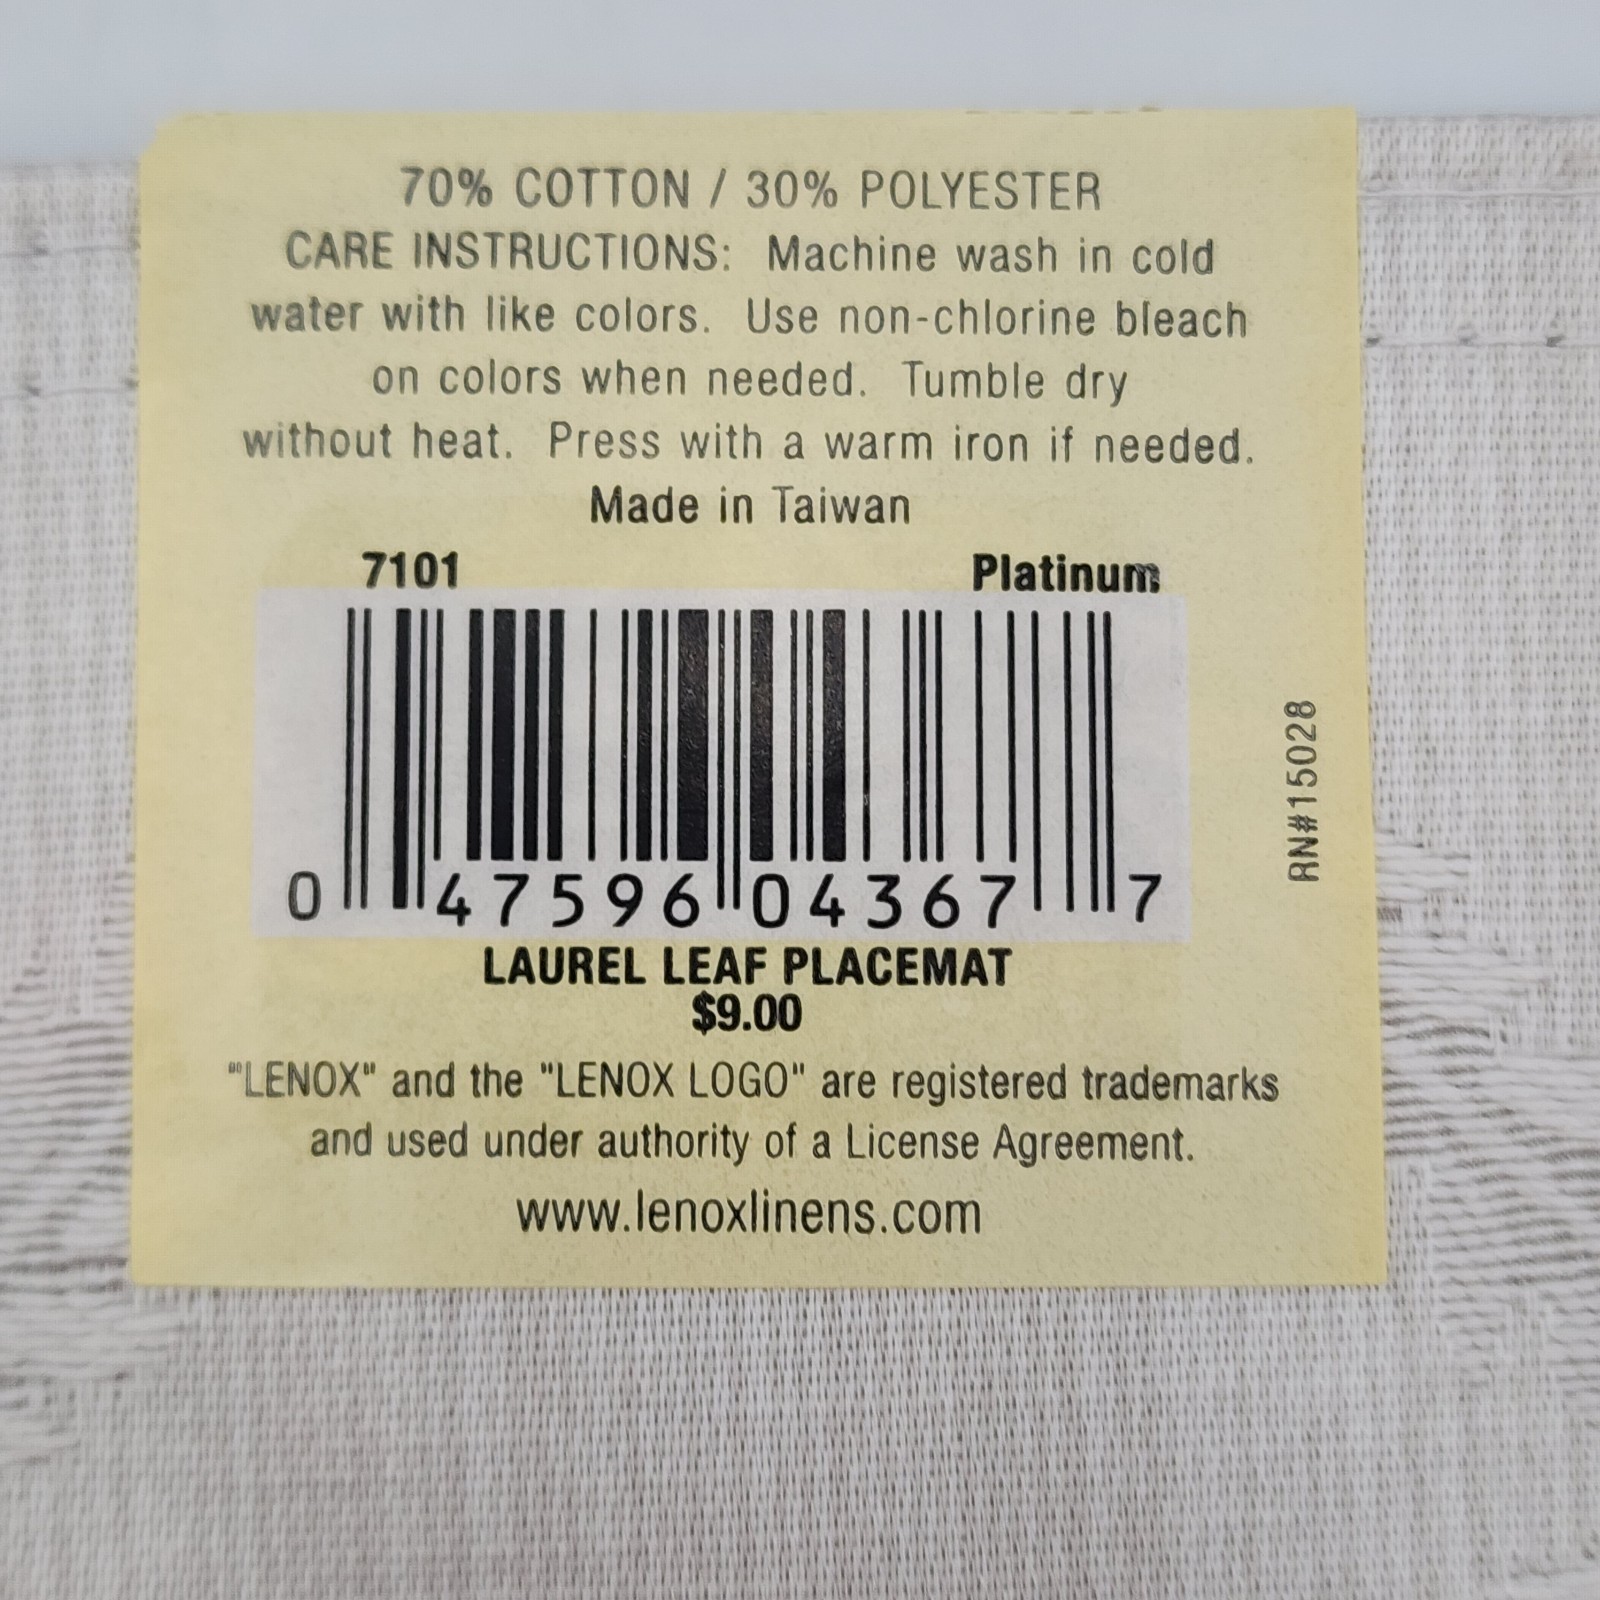 70% COTTON / 30% POLYESTER
CARE INSTRUCTIONS: Machine wash in cold
water with like colors. Use non-chlorine bleach
on colors when needed. Tumble dry
without heat. Press with a warm iron if needed.
Made in Taiwan
7101 Platinum
0 47596 04367 7
RN#15028
LAUREL LEAF PLACEMAT
$9.00
"LENOX" and the "LENOX LOGO" are registered trademarks
and used under authority of a License Agreement.
www.lenoxlinens.com